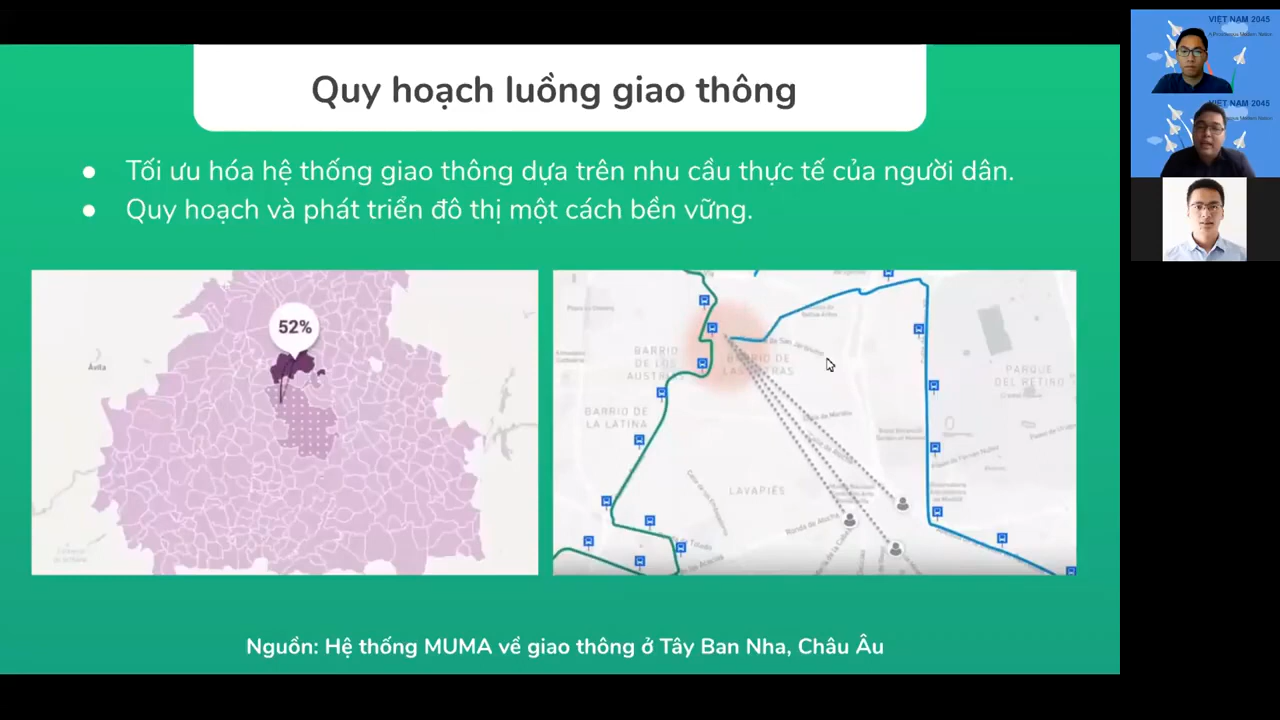 Quy hoạch luồng giao thông
● Tối ưu hóa hệ thống giao thông dựa trên nhu cầu thực tế của người dân.
● Quy hoạch và phát triển đô thị một cách bền vững.
52%
Ávila
BARRIO
DE LOS
AUSTRIAS
BARRIO DE
LAS LETRAS
BARRIO DE
LA LATINA
LAVAPIÉS
PARQUE
DEL RETIRO
Ronda de Atocha
Nguồn: Hệ thống MUMA về giao thông ở Tây Ban Nha, Châu Âu
VIỆT NAM 2045
VIỆT NAM 2045